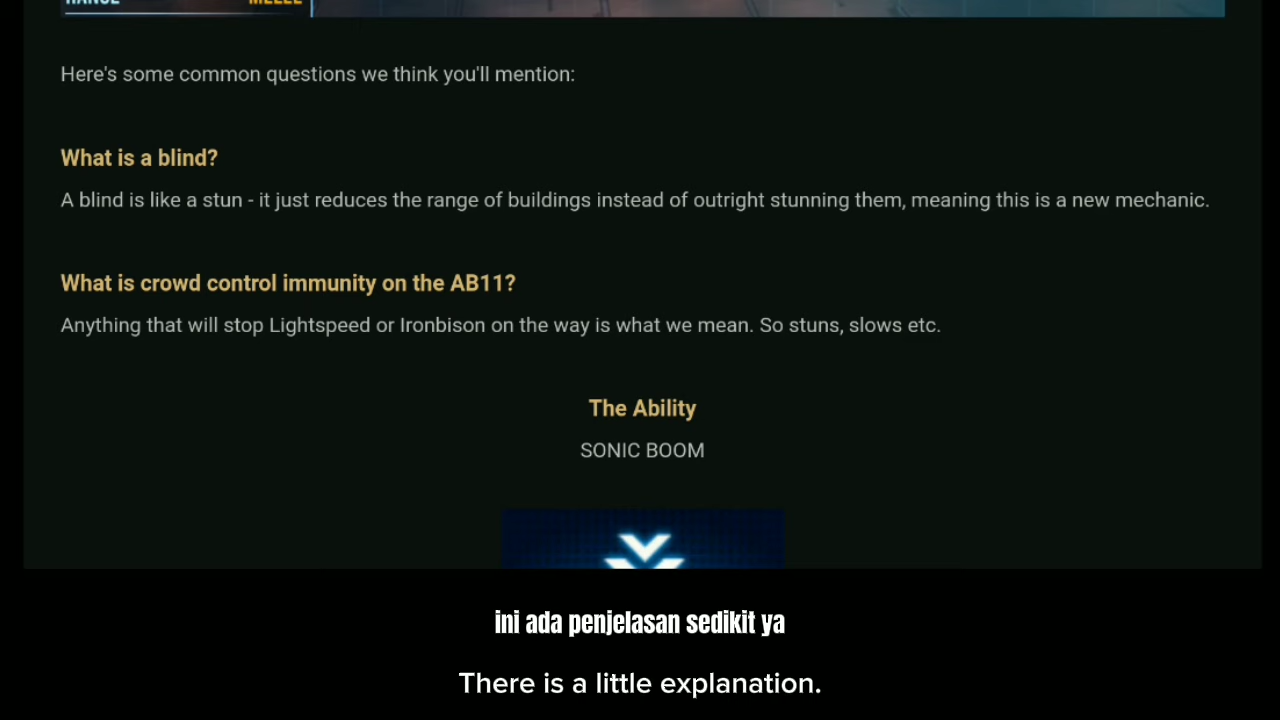 RANGE MELEE
Here's some common questions we think you'll mention:
What is a blind?
A blind is like a stun - it just reduces the range of buildings instead of outright stunning them, meaning this is a new mechanic.
What is crowd control immunity on the AB11?
Anything that will stop Lightspeed or Ironbison on the way is what we mean. So stuns, slows etc.
The Ability
SONIC BOOM
ini ada penjelasan sedikit ya
There is a little explanation.